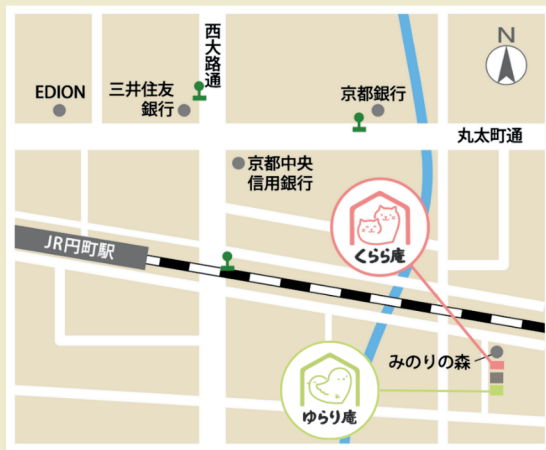 西大路通
N
EDION
三井住友
銀行
京都銀行
丸太町通
京都中央
信用銀行
JR円町駅
くらら庵
みのりの森
ゆらり庵